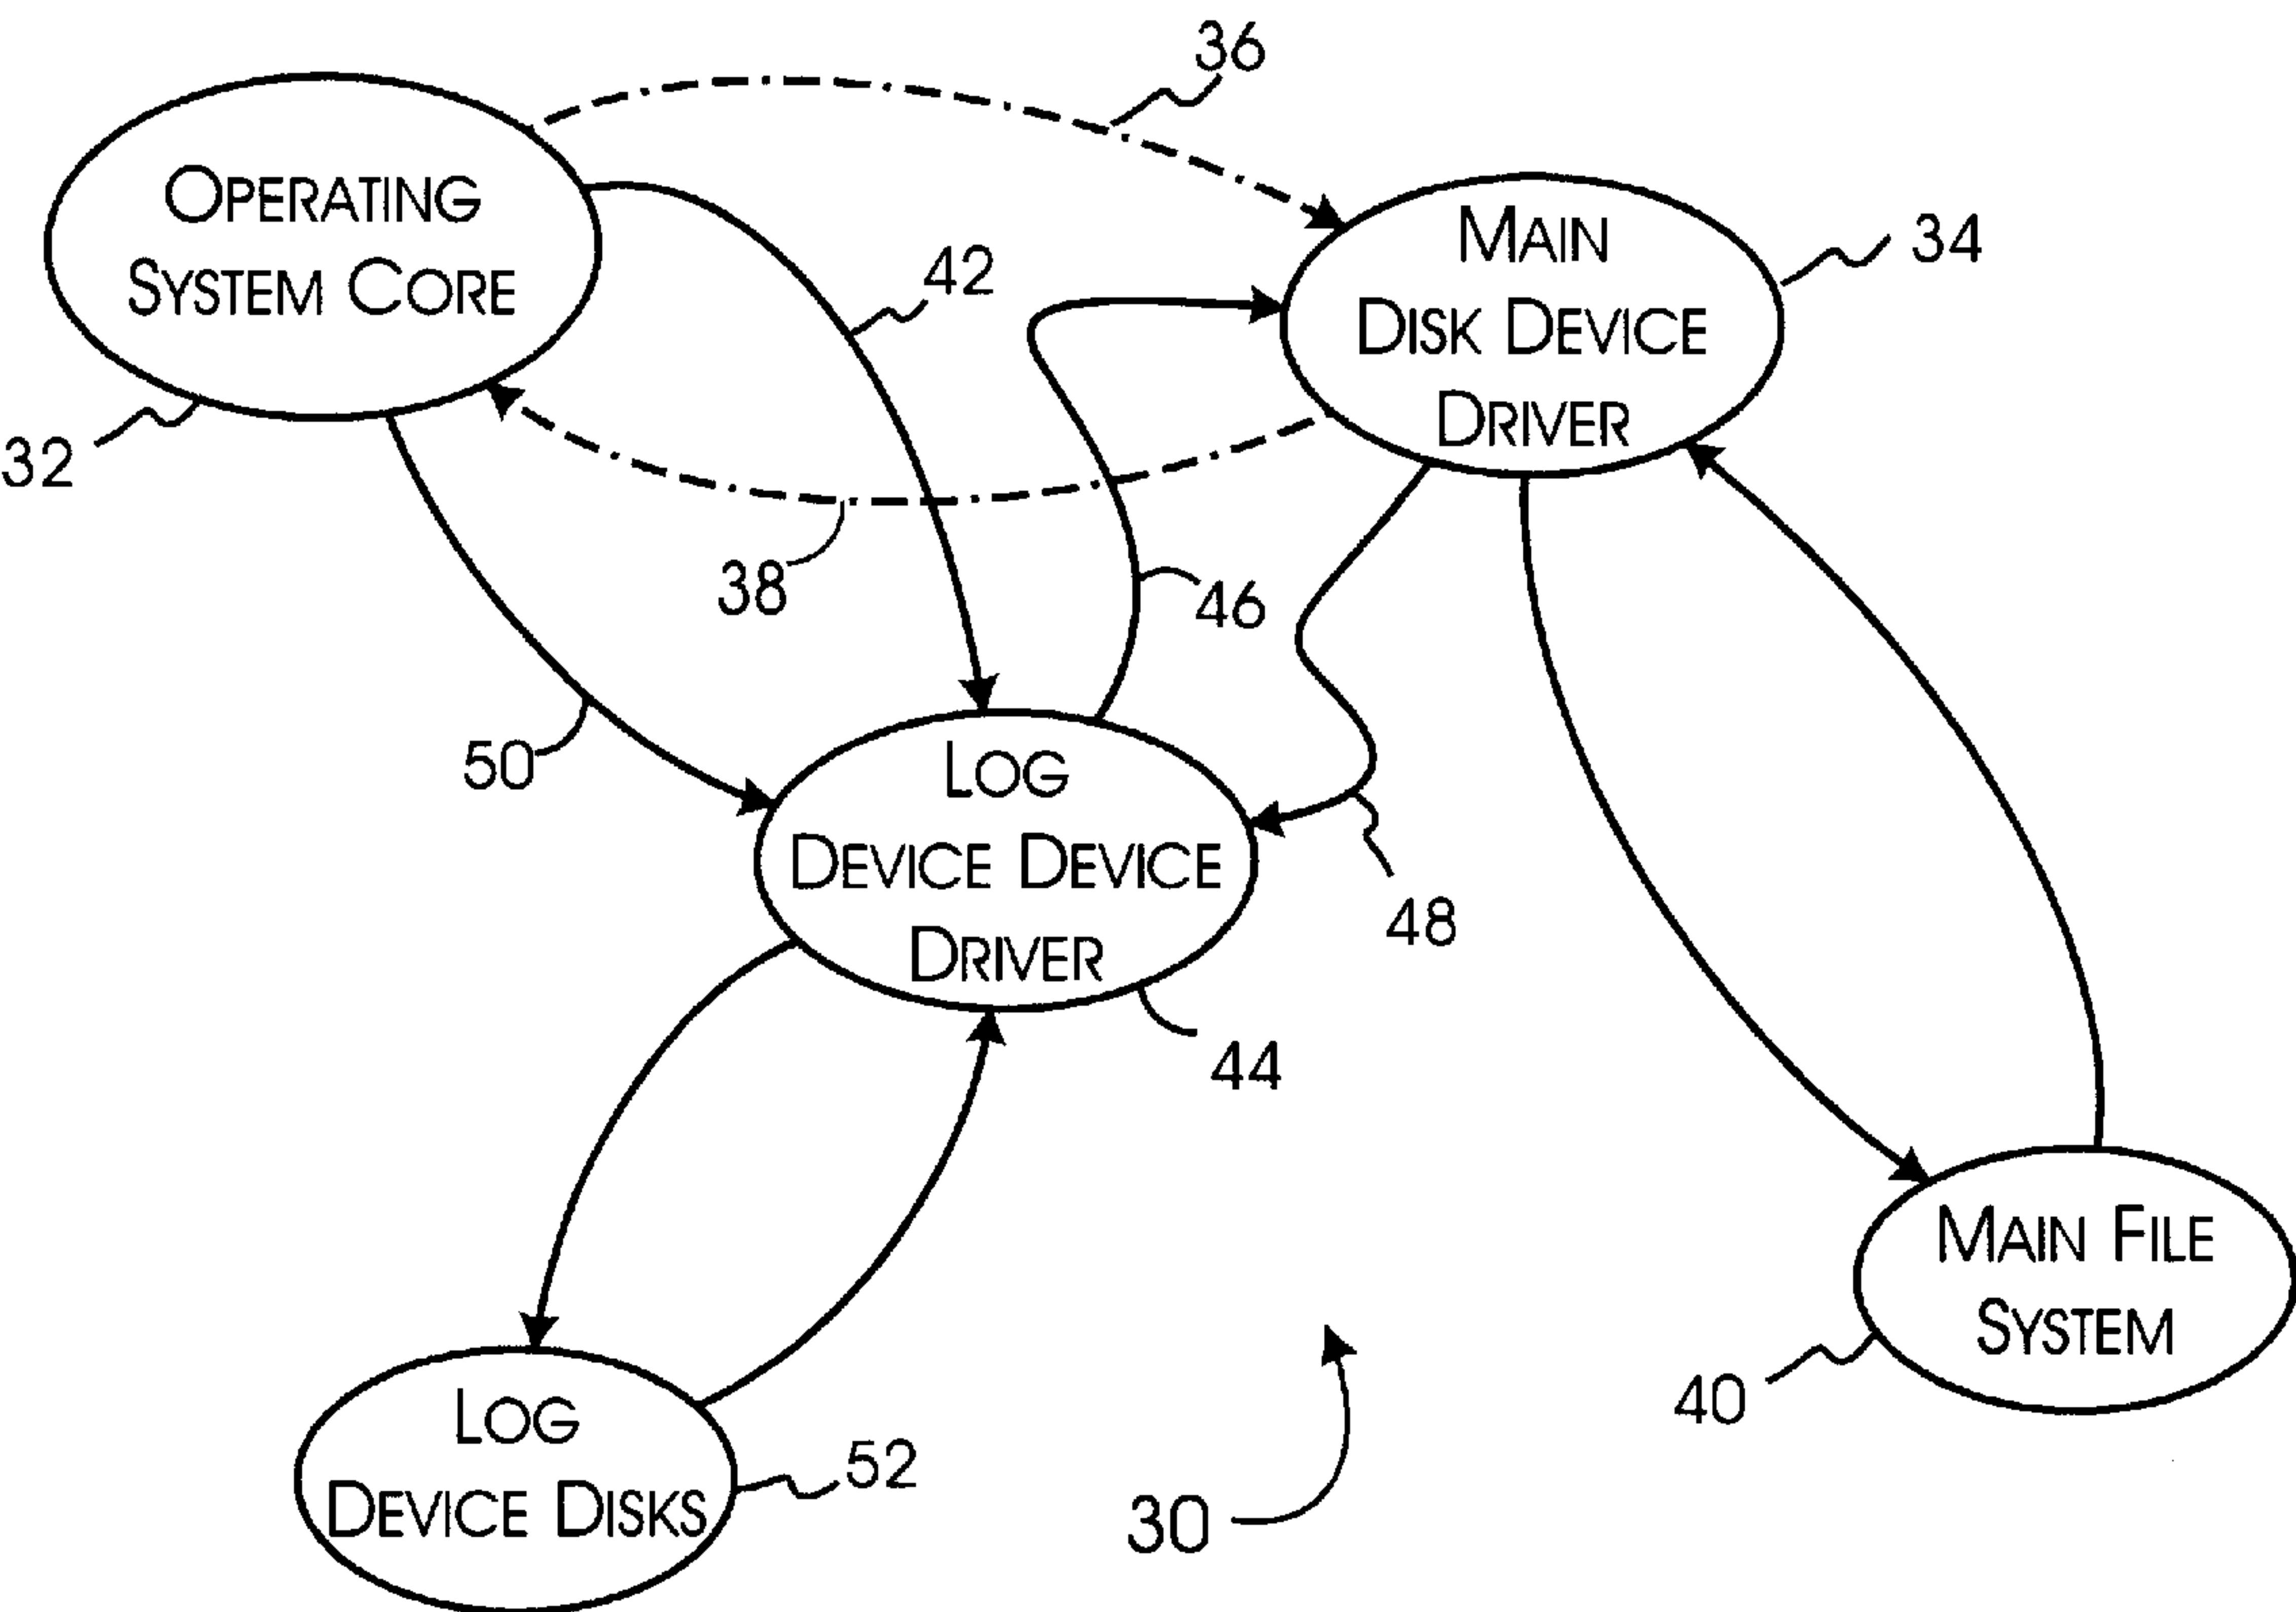 36
OPERATING
SYSTEM CORE
MAIN
DISK DEVICE
DRIVER
34
42
32
38
46
50
LOG
DEVICE DEVICE
DRIVER
48
44
MAIN FILE
SYSTEM
40
LOG
DEVICE DISKS
52
30